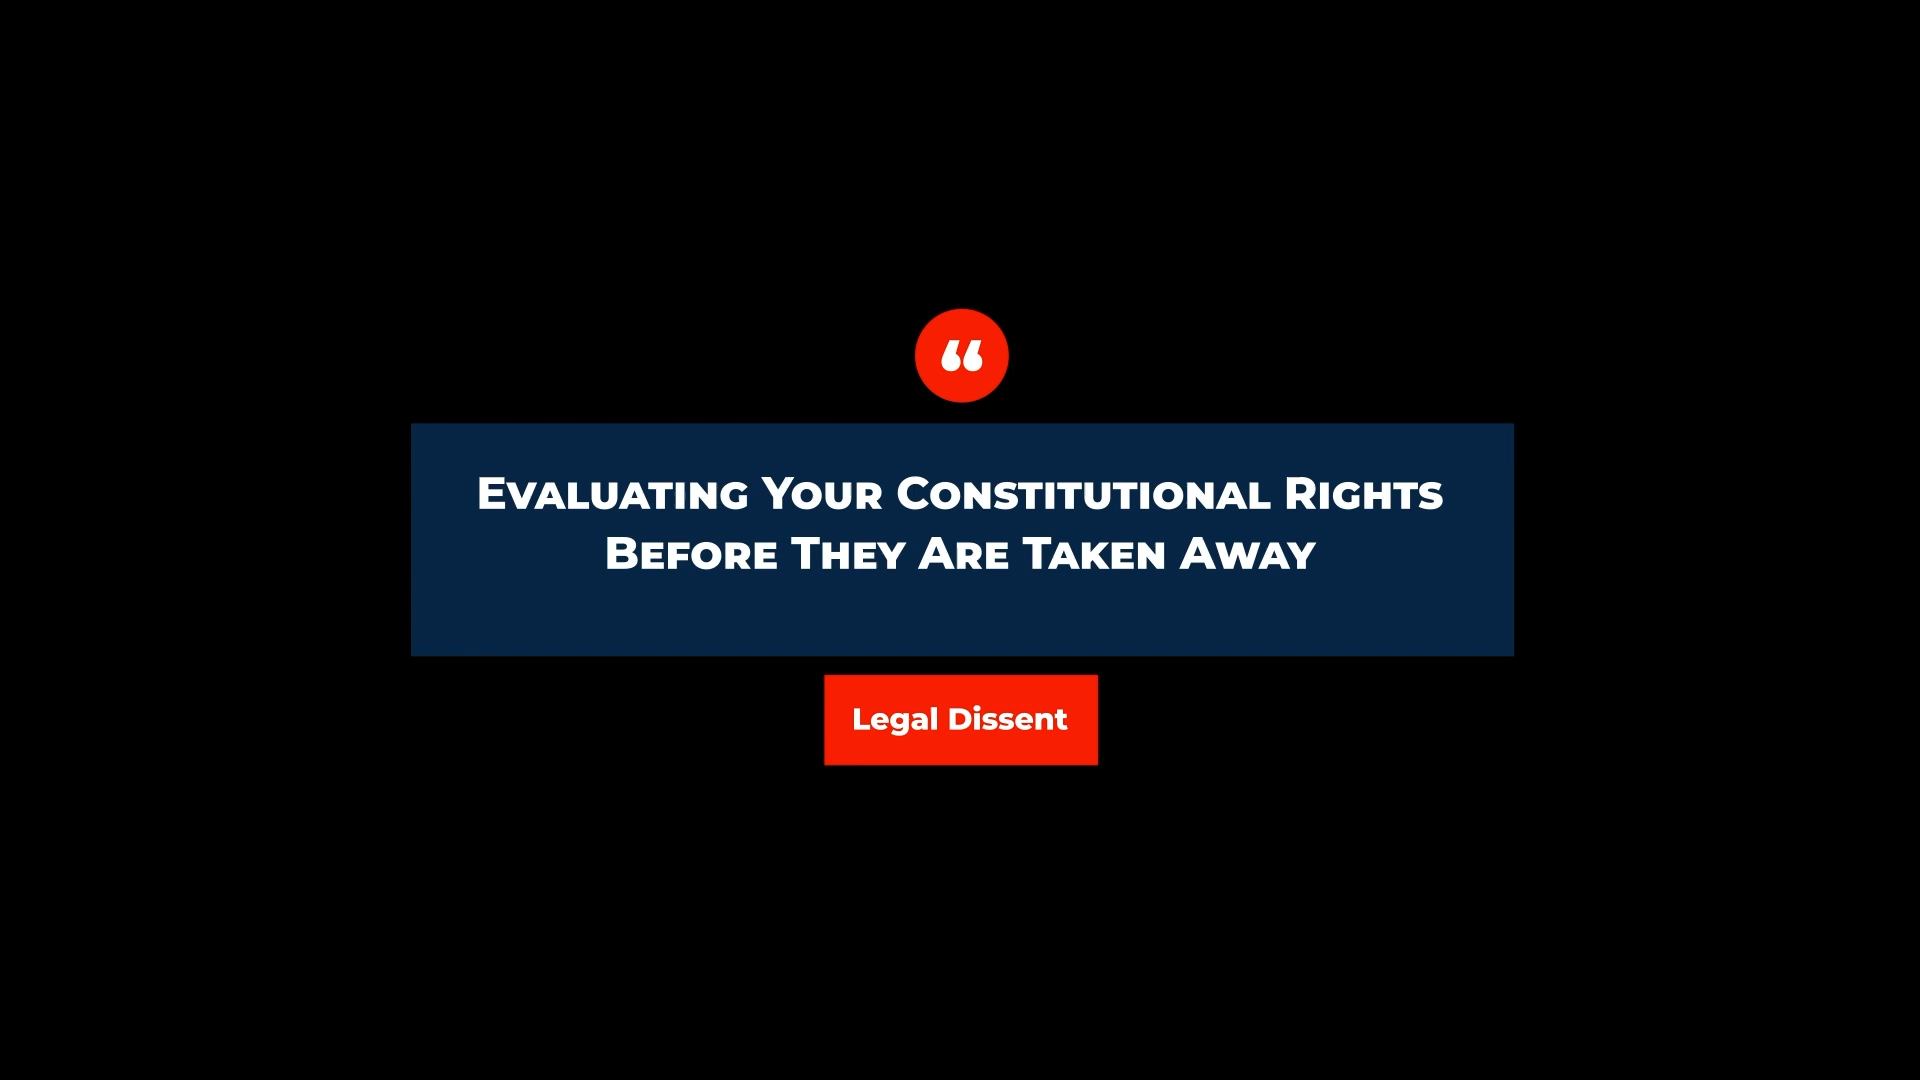 “
Evaluating Your Constitutional Rights
Before They Are Taken Away
Legal Dissent